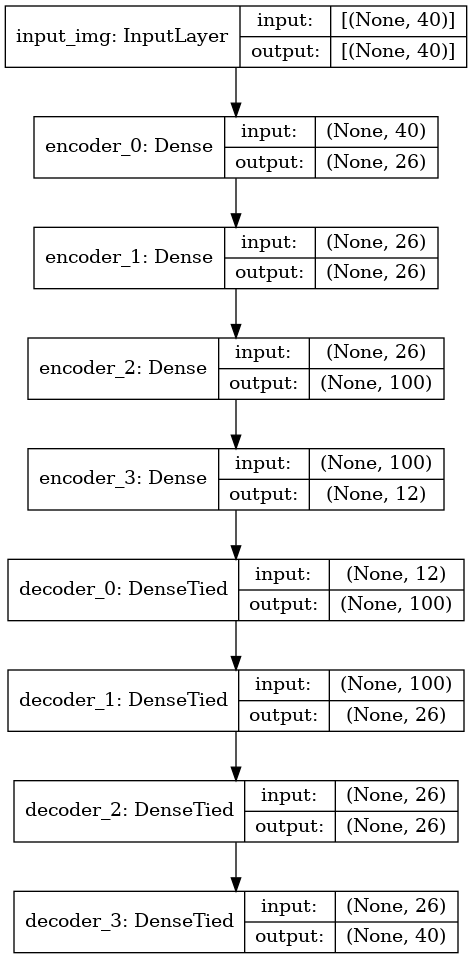 input_img: InputLayer
input: [(None, 40)]
output: [(None, 40)]
encoder_0: Dense
input: (None, 40)
output: (None, 26)
encoder_1: Dense
input: (None, 26)
output: (None, 26)
encoder_2: Dense
input: (None, 26)
output: (None, 100)
encoder_3: Dense
input: (None, 100)
output: (None, 12)
decoder_0: DenseTied
input: (None, 12)
output: (None, 100)
decoder_1: DenseTied
input: (None, 100)
output: (None, 26)
decoder_2: DenseTied
input: (None, 26)
output: (None, 26)
decoder_3: DenseTied
input: (None, 26)
output: (None, 40)